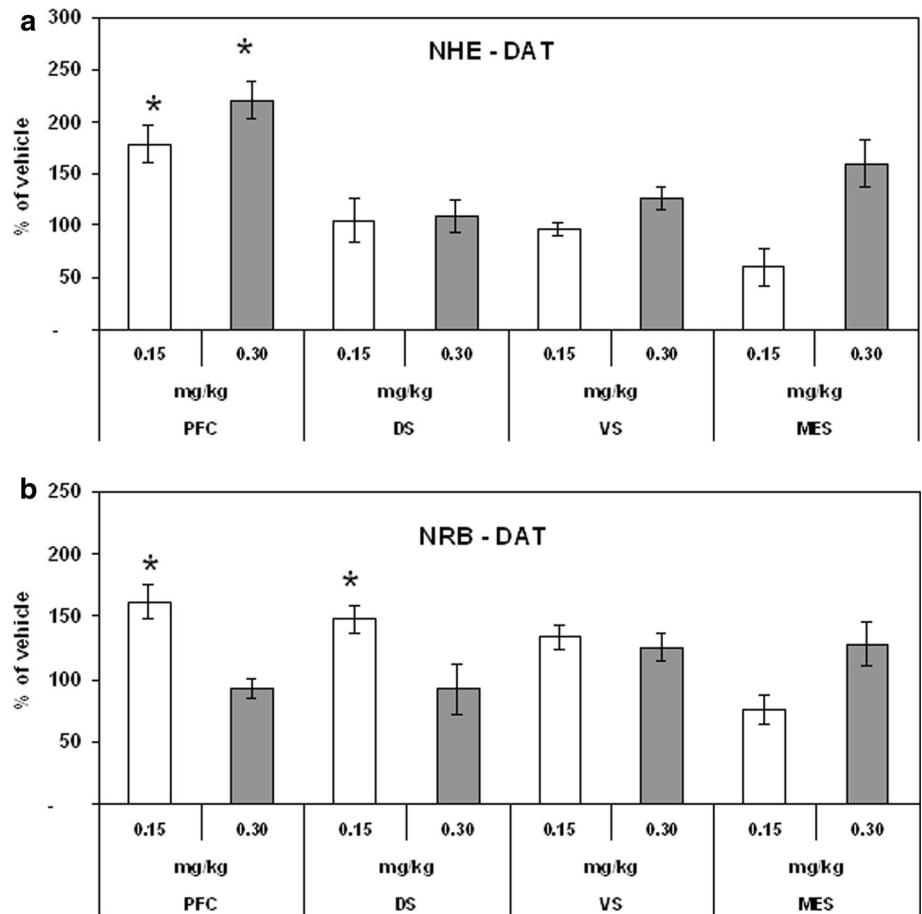 a
NHE - DAT
% of vehicle
300
250
200
150
100
50
-
*
*
0.15 0.30 0.15 0.30 0.15 0.30 0.15 0.30
mg/kg mg/kg mg/kg mg/kg
PFC DS VS MES
b
NRB - DAT
% of vehicle
250
200
150
100
50
-
*
*
0.15 0.30 0.15 0.30 0.15 0.30 0.15 0.30
mg/kg mg/kg mg/kg mg/kg
PFC DS VS MES